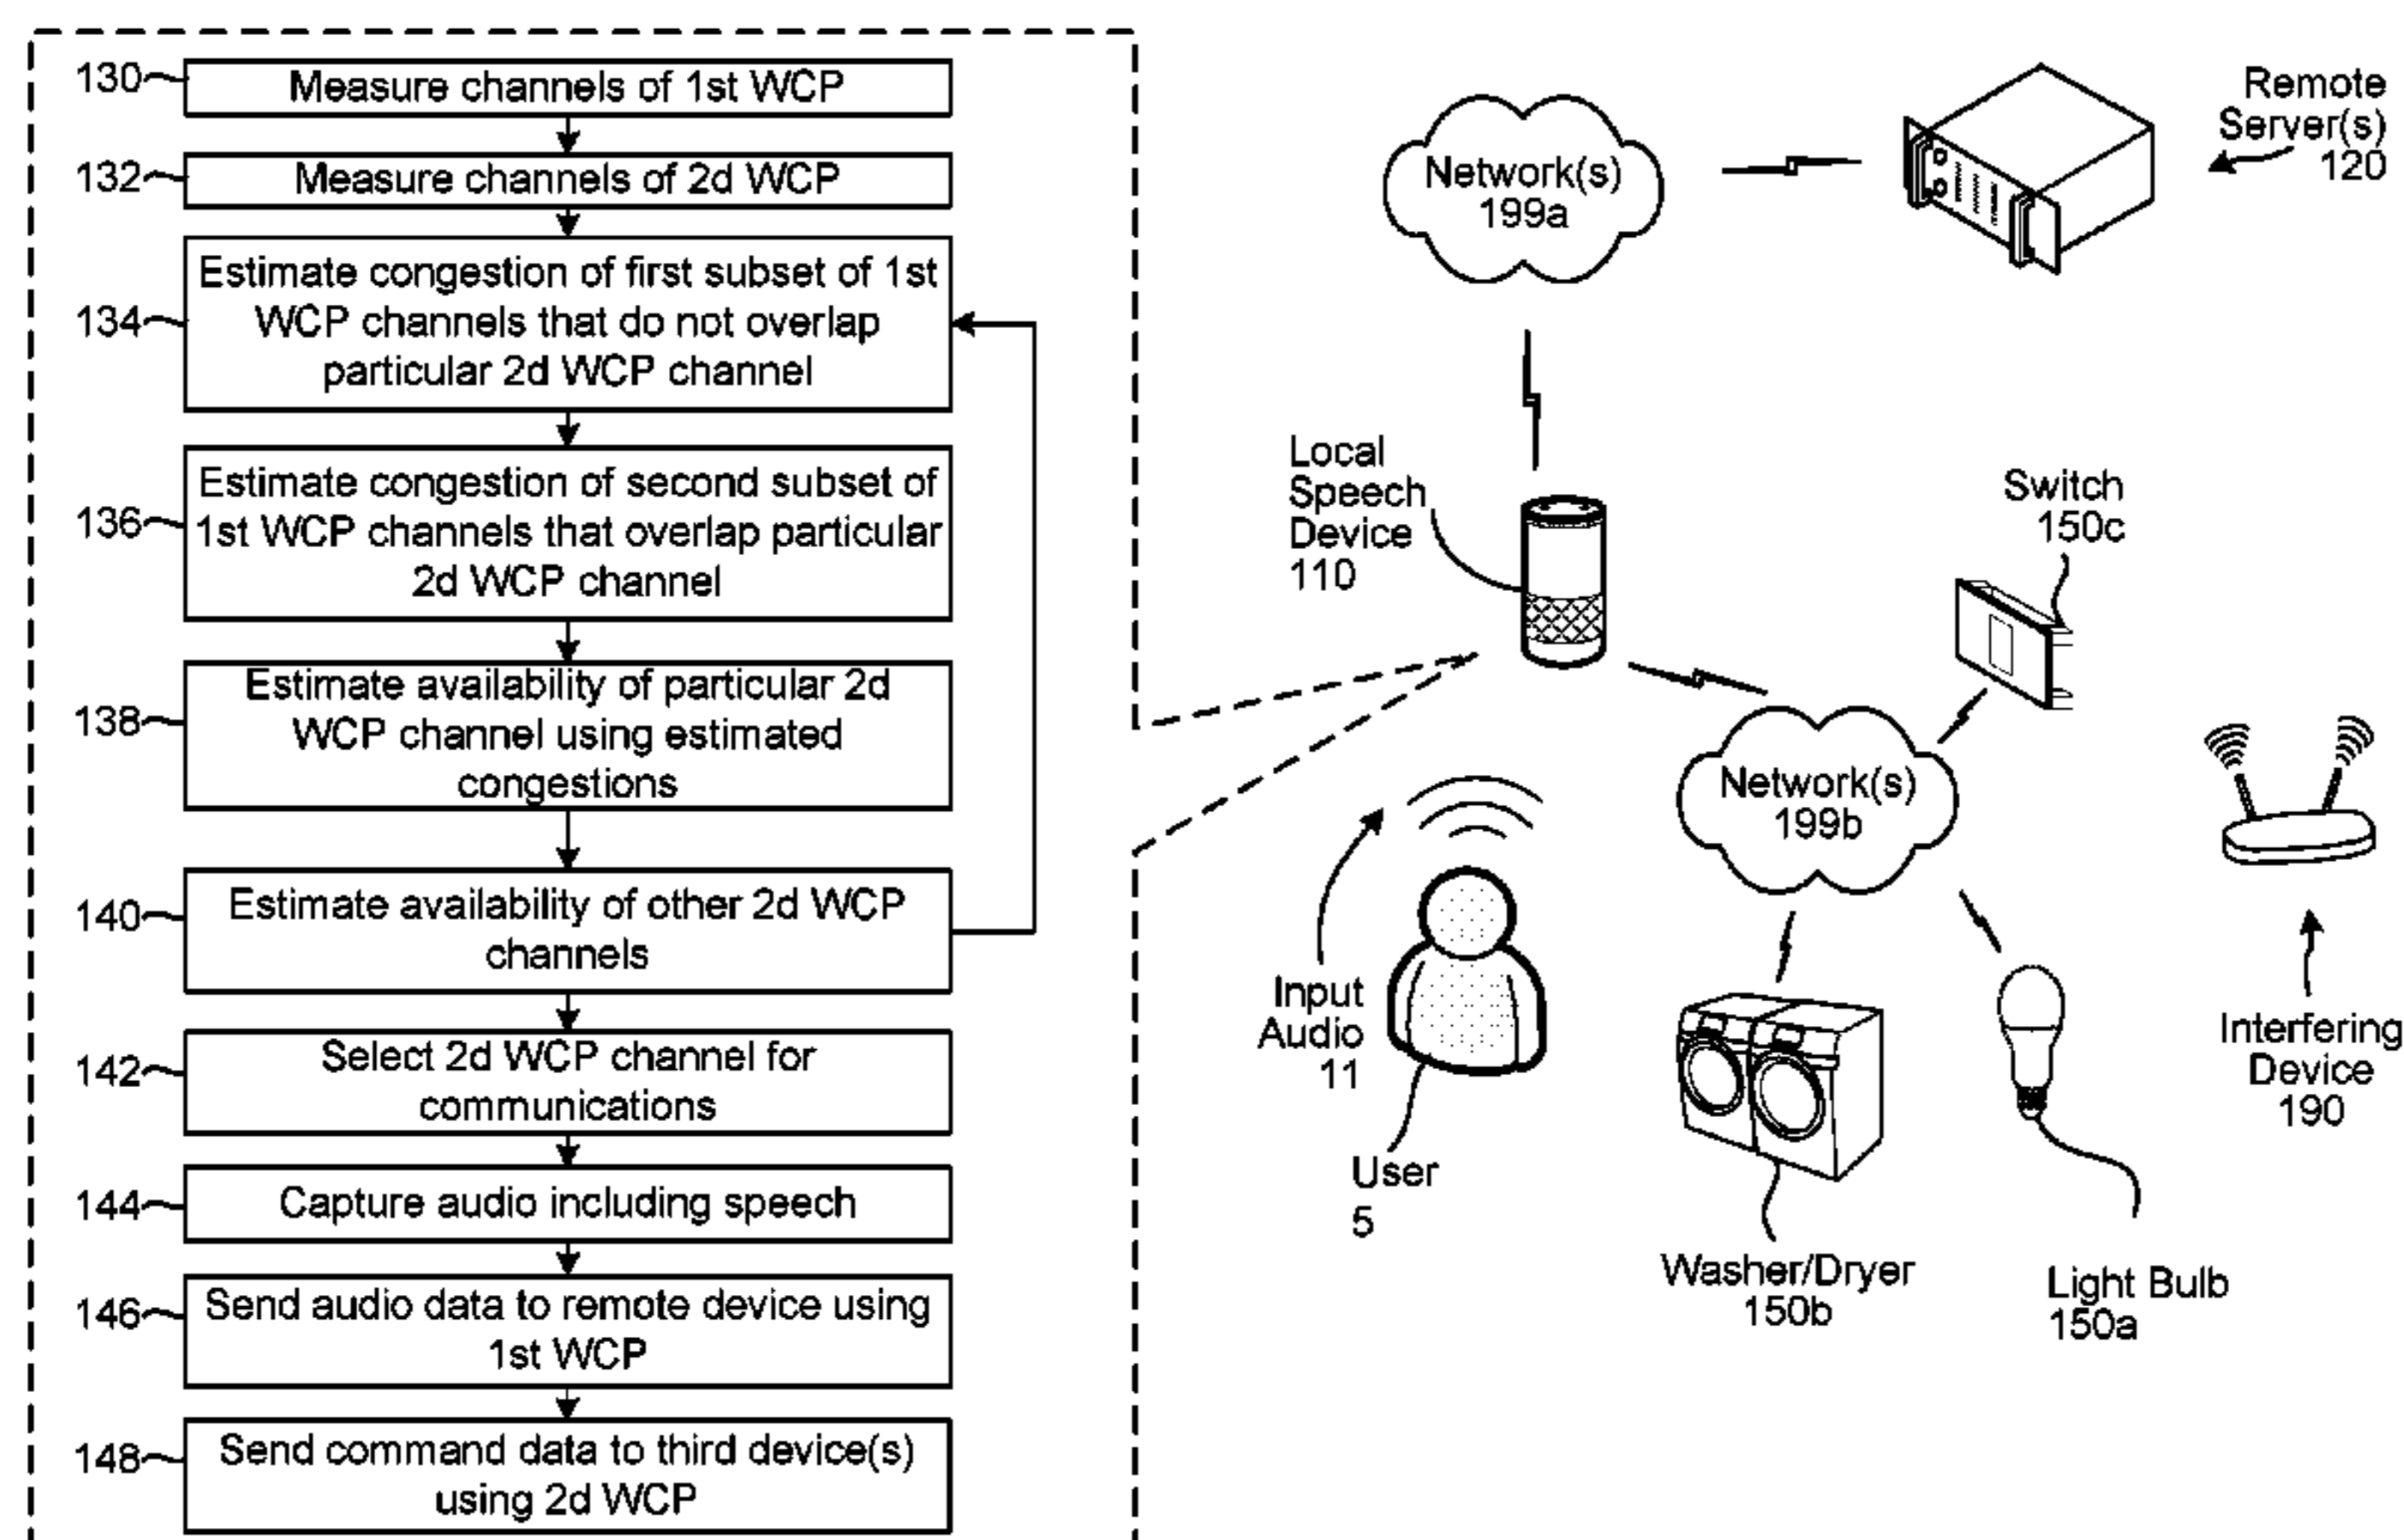 130
Measure channels of 1st WCP
132
Measure channels of 2d WCP
134
Estimate congestion of first subset of 1st
WCP channels that do not overlap
particular 2d WCP channel
136
Estimate congestion of second subset of
1st WCP channels that overlap particular
2d WCP channel
138
Estimate availability of particular 2d
WCP channel using estimated
congestions
140
Estimate availability of other 2d WCP
channels
142
Select 2d WCP channel for
communications
144
Capture audio including speech
146
Send audio data to remote device using
1st WCP
148
Send command data to third device(s)
using 2d WCP
Network(s)
199a
Remote
Server(s)
120
Local
Speech
Device
110
Switch
150c
Network(s)
199b
Input
Audio
11
User
5
Washer/Dryer
150b
Light Bulb
150a
Interfering
Device
190